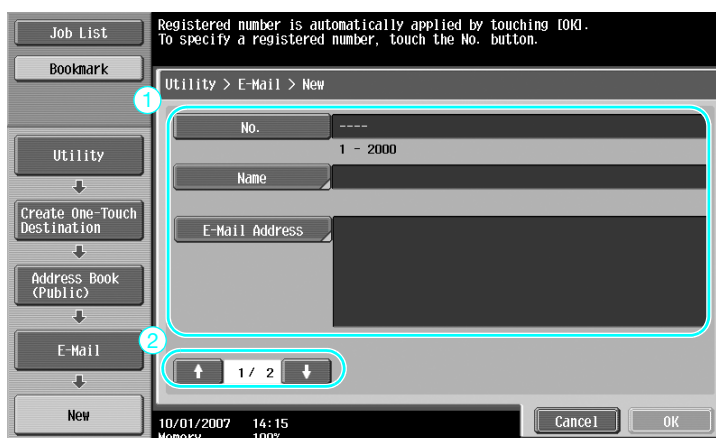 Job List
Bookmark
Registered number is automatically applied by touching [OK].
To specify a registered number, touch the No. button.
Utility > E-Mail > New
1
No.
----
1 - 2000
Name
E-Mail Address
Utility
Create One-Touch
Destination
Address Book
(Public)
E-Mail
New
2
1/ 2
10/01/2007 14:15
Memory 100%
Cancel
OK